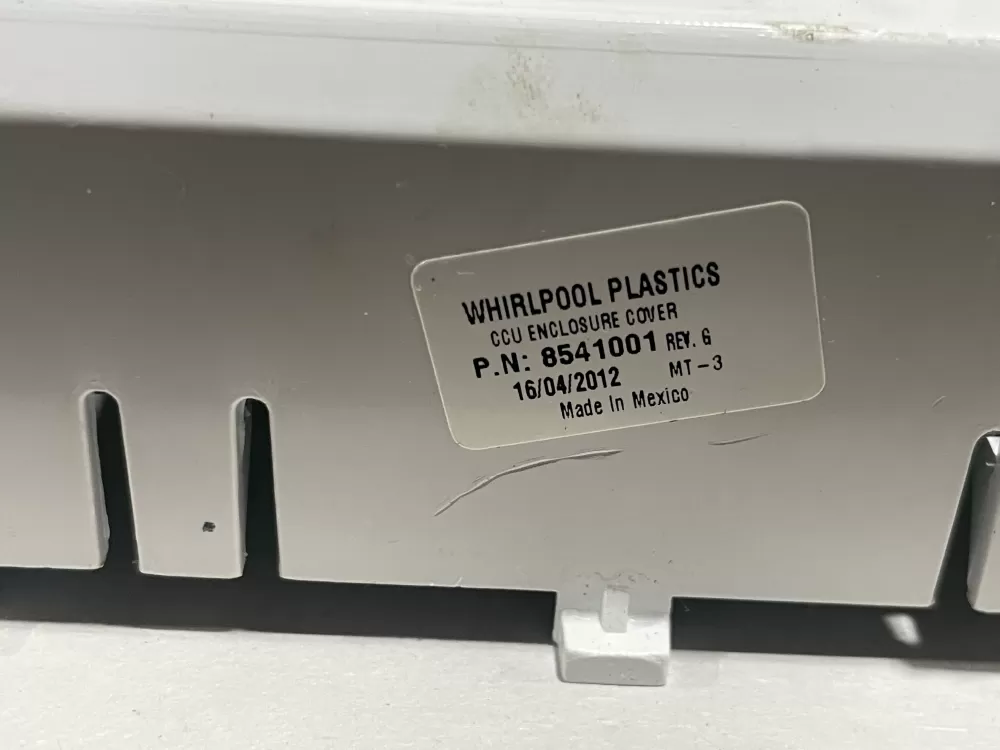 WHIRLPOOL PLASTICS
CCU ENCLOSURE COVER
P.N: 8541001 REV. G
16/04/2012 MT-3
Made In Mexico